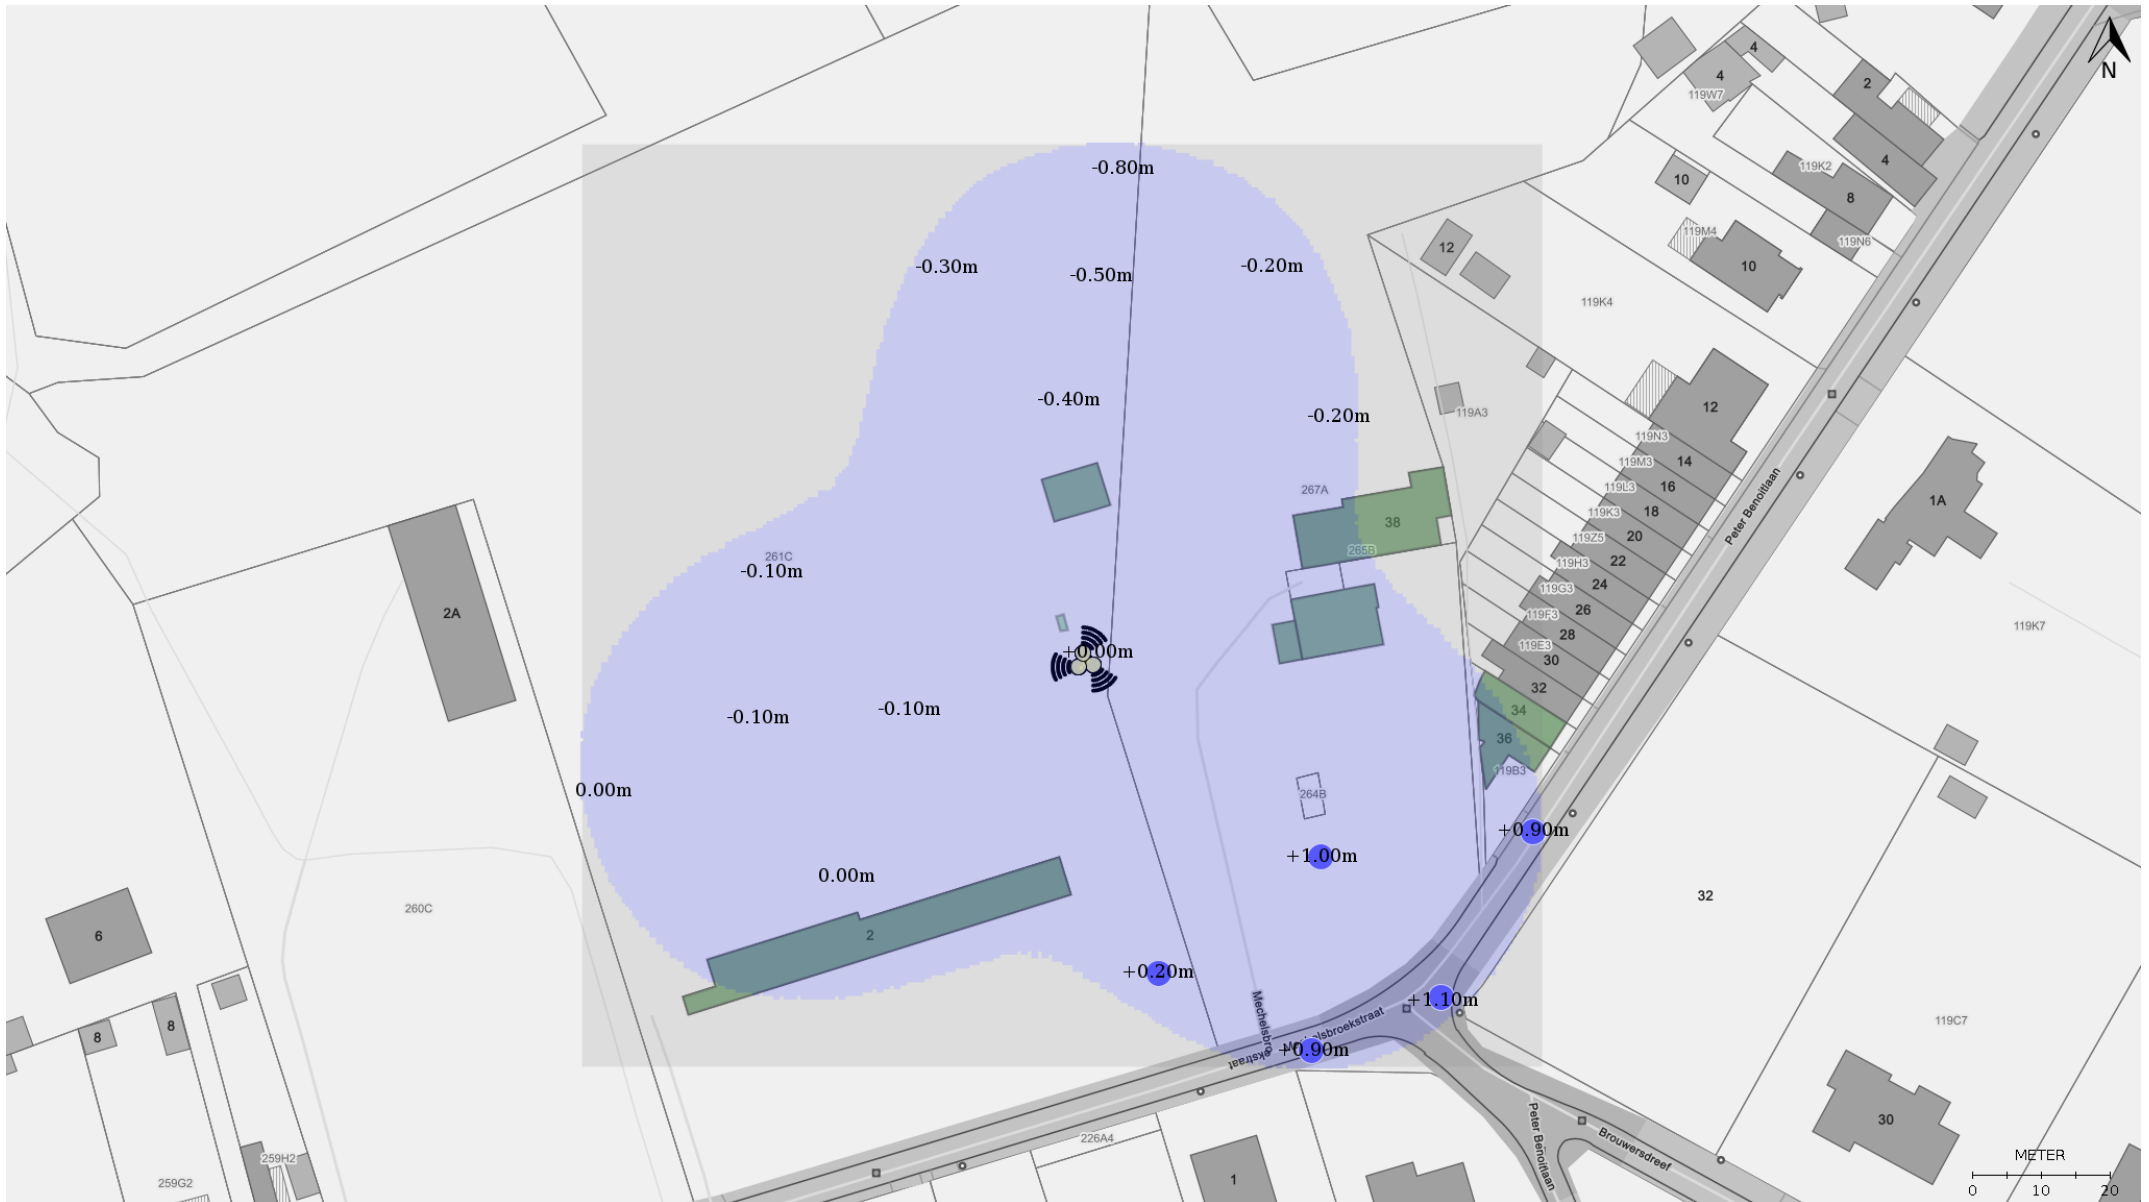 4
2
N
4
119W7
4
119K2
-0.80m
10
8
119M4
119N6
12
10
-0.30m
-0.50m
-0.20m
119K4
-0.40m
-0.20m
119A3
12
119N3
14
119M3
16
119L3
267A
18
119K3
1A
38
20
119Z5
Peter Benoitlaan
265B
22
119H3
261C
-0.10m
24
119G3
26
119F3
2A
28
119E3
119K7
30
+0.00m
32
34
-0.10m
-0.10m
36
119B3
0.00m
264B
+0.90m
+1.00m
0.00m
32
260C
2
6
+0.20m
+1.10m
Mechelsbroekstraat
Mechelsbro
ekstraat
+0.90m
119C7
8
8
30
226A4
Peter Benoitlaan
Brouwersdreef
259H2
1
259G2
METER
0 10 20